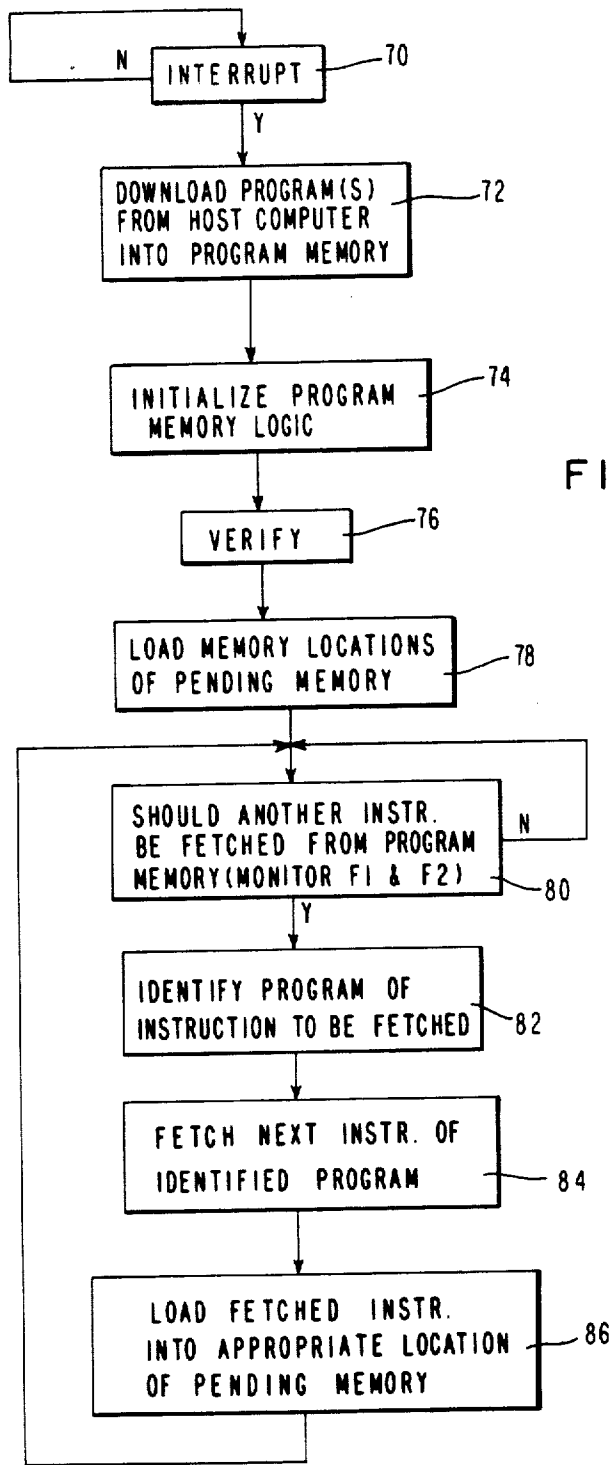 N
INTERRUPT
70
Y
DOWNLOAD PROGRAM(S)
FROM HOST COMPUTER
INTO PROGRAM MEMORY
72
INITIALIZE PROGRAM
MEMORY LOGIC
74
FI
VERIFY
76
LOAD MEMORY LOCATIONS
OF PENDING MEMORY
78
SHOULD ANOTHER INSTR.
BE FETCHED FROM PROGRAM
MEMORY(MONITOR F1 & F2)
N
80
Y
IDENTIFY PROGRAM OF
INSTRUCTION TO BE FETCHED
82
FETCH NEXT INSTR. OF
IDENTIFIED PROGRAM
84
LOAD FETCHED INSTR.
INTO APPROPRIATE LOCATION
OF PENDING MEMORY
86